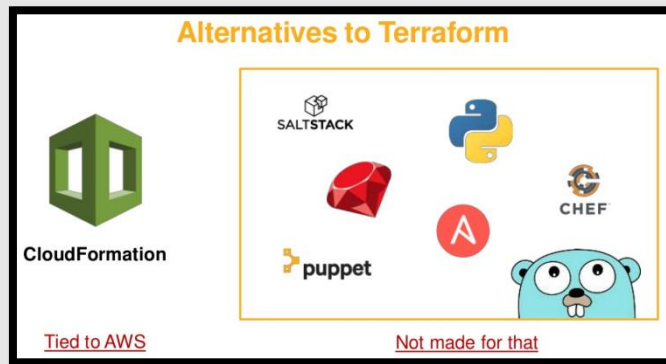 Alternatives to Terraform
SALTSTACK
CHEF
CloudFormation
puppet
Tied to AWS
Not made for that